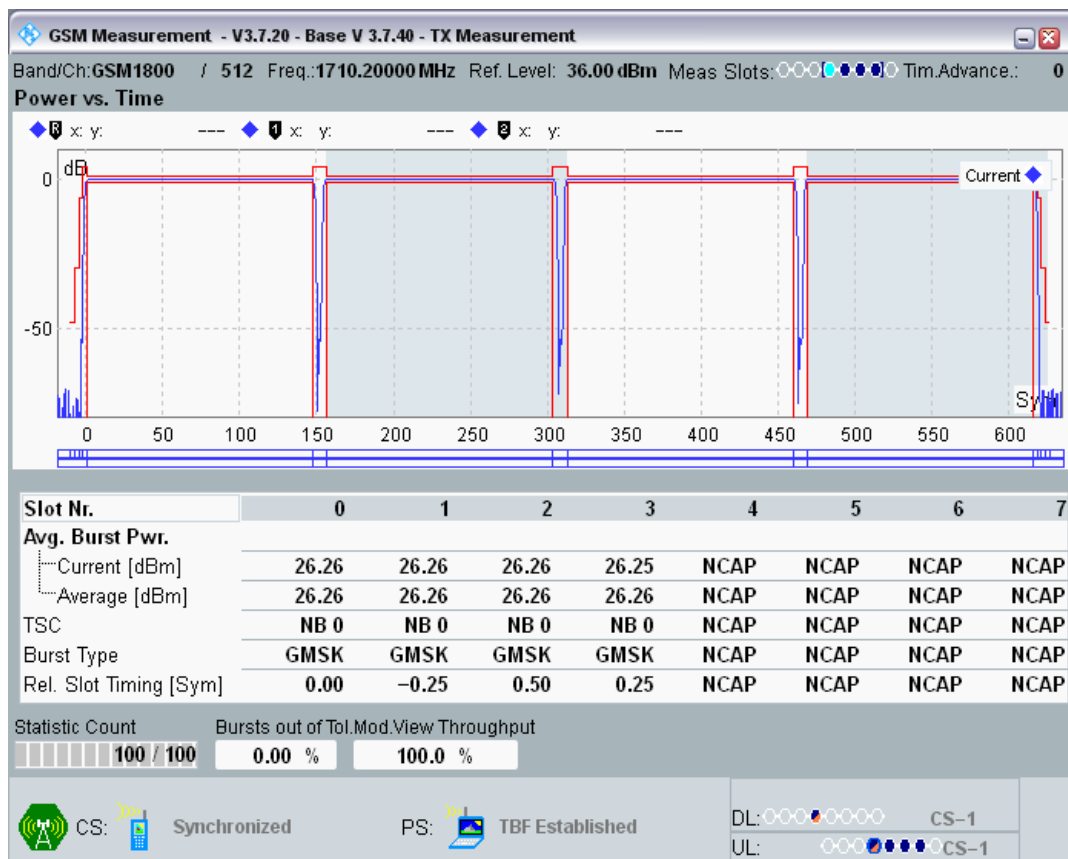 GSM Measurement - V3.7.20 - Base V 3.7.40 - TX Measurement
Band/Ch:GSM1800 / 512 Freq.:1710.20000 MHz Ref. Level: 36.00 dBm Meas Slots: Tim.Advance.: 0
Power vs. Time
R x: y: --- 1 x: y: --- 2 x: y: ---
dB
Current
0
-50
0 50 100 150 200 250 300 350 400 450 500 550 600
Slot Nr. 0 1 2 3 4 5 6 7
Avg. Burst Pwr.
Current [dBm] 26.26 26.26 26.26 26.25 NCAP NCAP NCAP NCAP
Average [dBm] 26.26 26.26 26.26 26.26 NCAP NCAP NCAP NCAP
TSC NB 0 NB 0 NB 0 NB 0 NCAP NCAP NCAP NCAP
Burst Type GMSK GMSK GMSK GMSK NCAP NCAP NCAP NCAP
Rel. Slot Timing [Sym] 0.00 −0.25 0.50 0.25 NCAP NCAP NCAP NCAP
Statistic Count Bursts out of Tol.Mod.View Throughput
100 / 100 0.00 % 100.0 %
CS: Synchronized PS: TBF Established
DL: CS−1
UL: CS−1